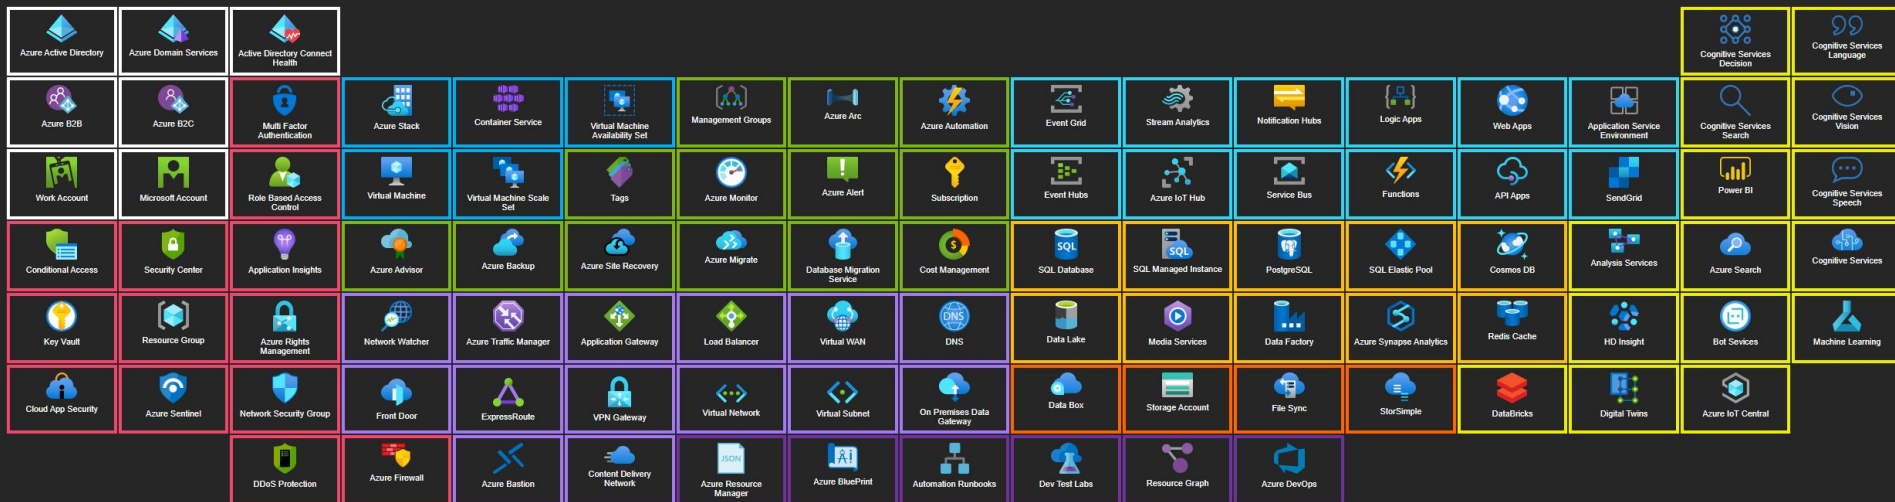 Azure Active Directory
Azure Domain Services
Active Directory Connect
Health
Cognitive Services
Decision
Cognitive Services
Language
Azure B2B
Azure B2C
Multi Factor
Authentication
Azure Stack
Container Service
Virtual Machine
Availability Set
Management Groups
Azure Arc
Azure Automation
Event Grid
Stream Analytics
Notification Hubs
Logic Apps
Web Apps
Application Service
Environment
Cognitive Services
Search
Cognitive Services
Vision
Work Account
Microsoft Account
Role Based Access
Control
Virtual Machine
Virtual Machine Scale
Set
Tags
Azure Monitor
Azure Alert
Subscription
Event Hubs
Azure IoT Hub
Service Bus
Functions
API Apps
SendGrid
Power BI
Cognitive Services
Speech
Conditional Access
Security Center
Application Insights
Azure Advisor
Azure Backup
Azure Site Recovery
Azure Migrate
Database Migration
Service
$
Cost Management
SQL
SQL Database
SQL
SQL Managed Instance
PostgreSQL
SQL Elastic Pool
Cosmos DB
Analysis Services
Azure Search
Cognitive Services
Key Vault
Resource Group
Azure Rights
Management
Network Watcher
Azure Traffic Manager
Application Gateway
Load Balancer
Virtual WAN
DNS
DNS
Data Lake
Media Services
Data Factory
Azure Synapse Analytics
Redis Cache
HD Insight
Bot Sevices
Machine Learning
Cloud App Security
Azure Sentinel
Network Security Group
Front Door
ExpressRoute
VPN Gateway
Virtual Network
Virtual Subnet
On Premises Data
Gateway
Data Box
Storage Account
File Sync
StorSimple
DataBricks
Digital Twins
Azure IoT Central
DDoS Protection
Azure Firewall
Azure Bastion
Content Delivery
Network
JSON
Azure Resource
Manager
Azure BluePrint
Automation Runbooks
Dev Test Labs
Resource Graph
Azure DevOps